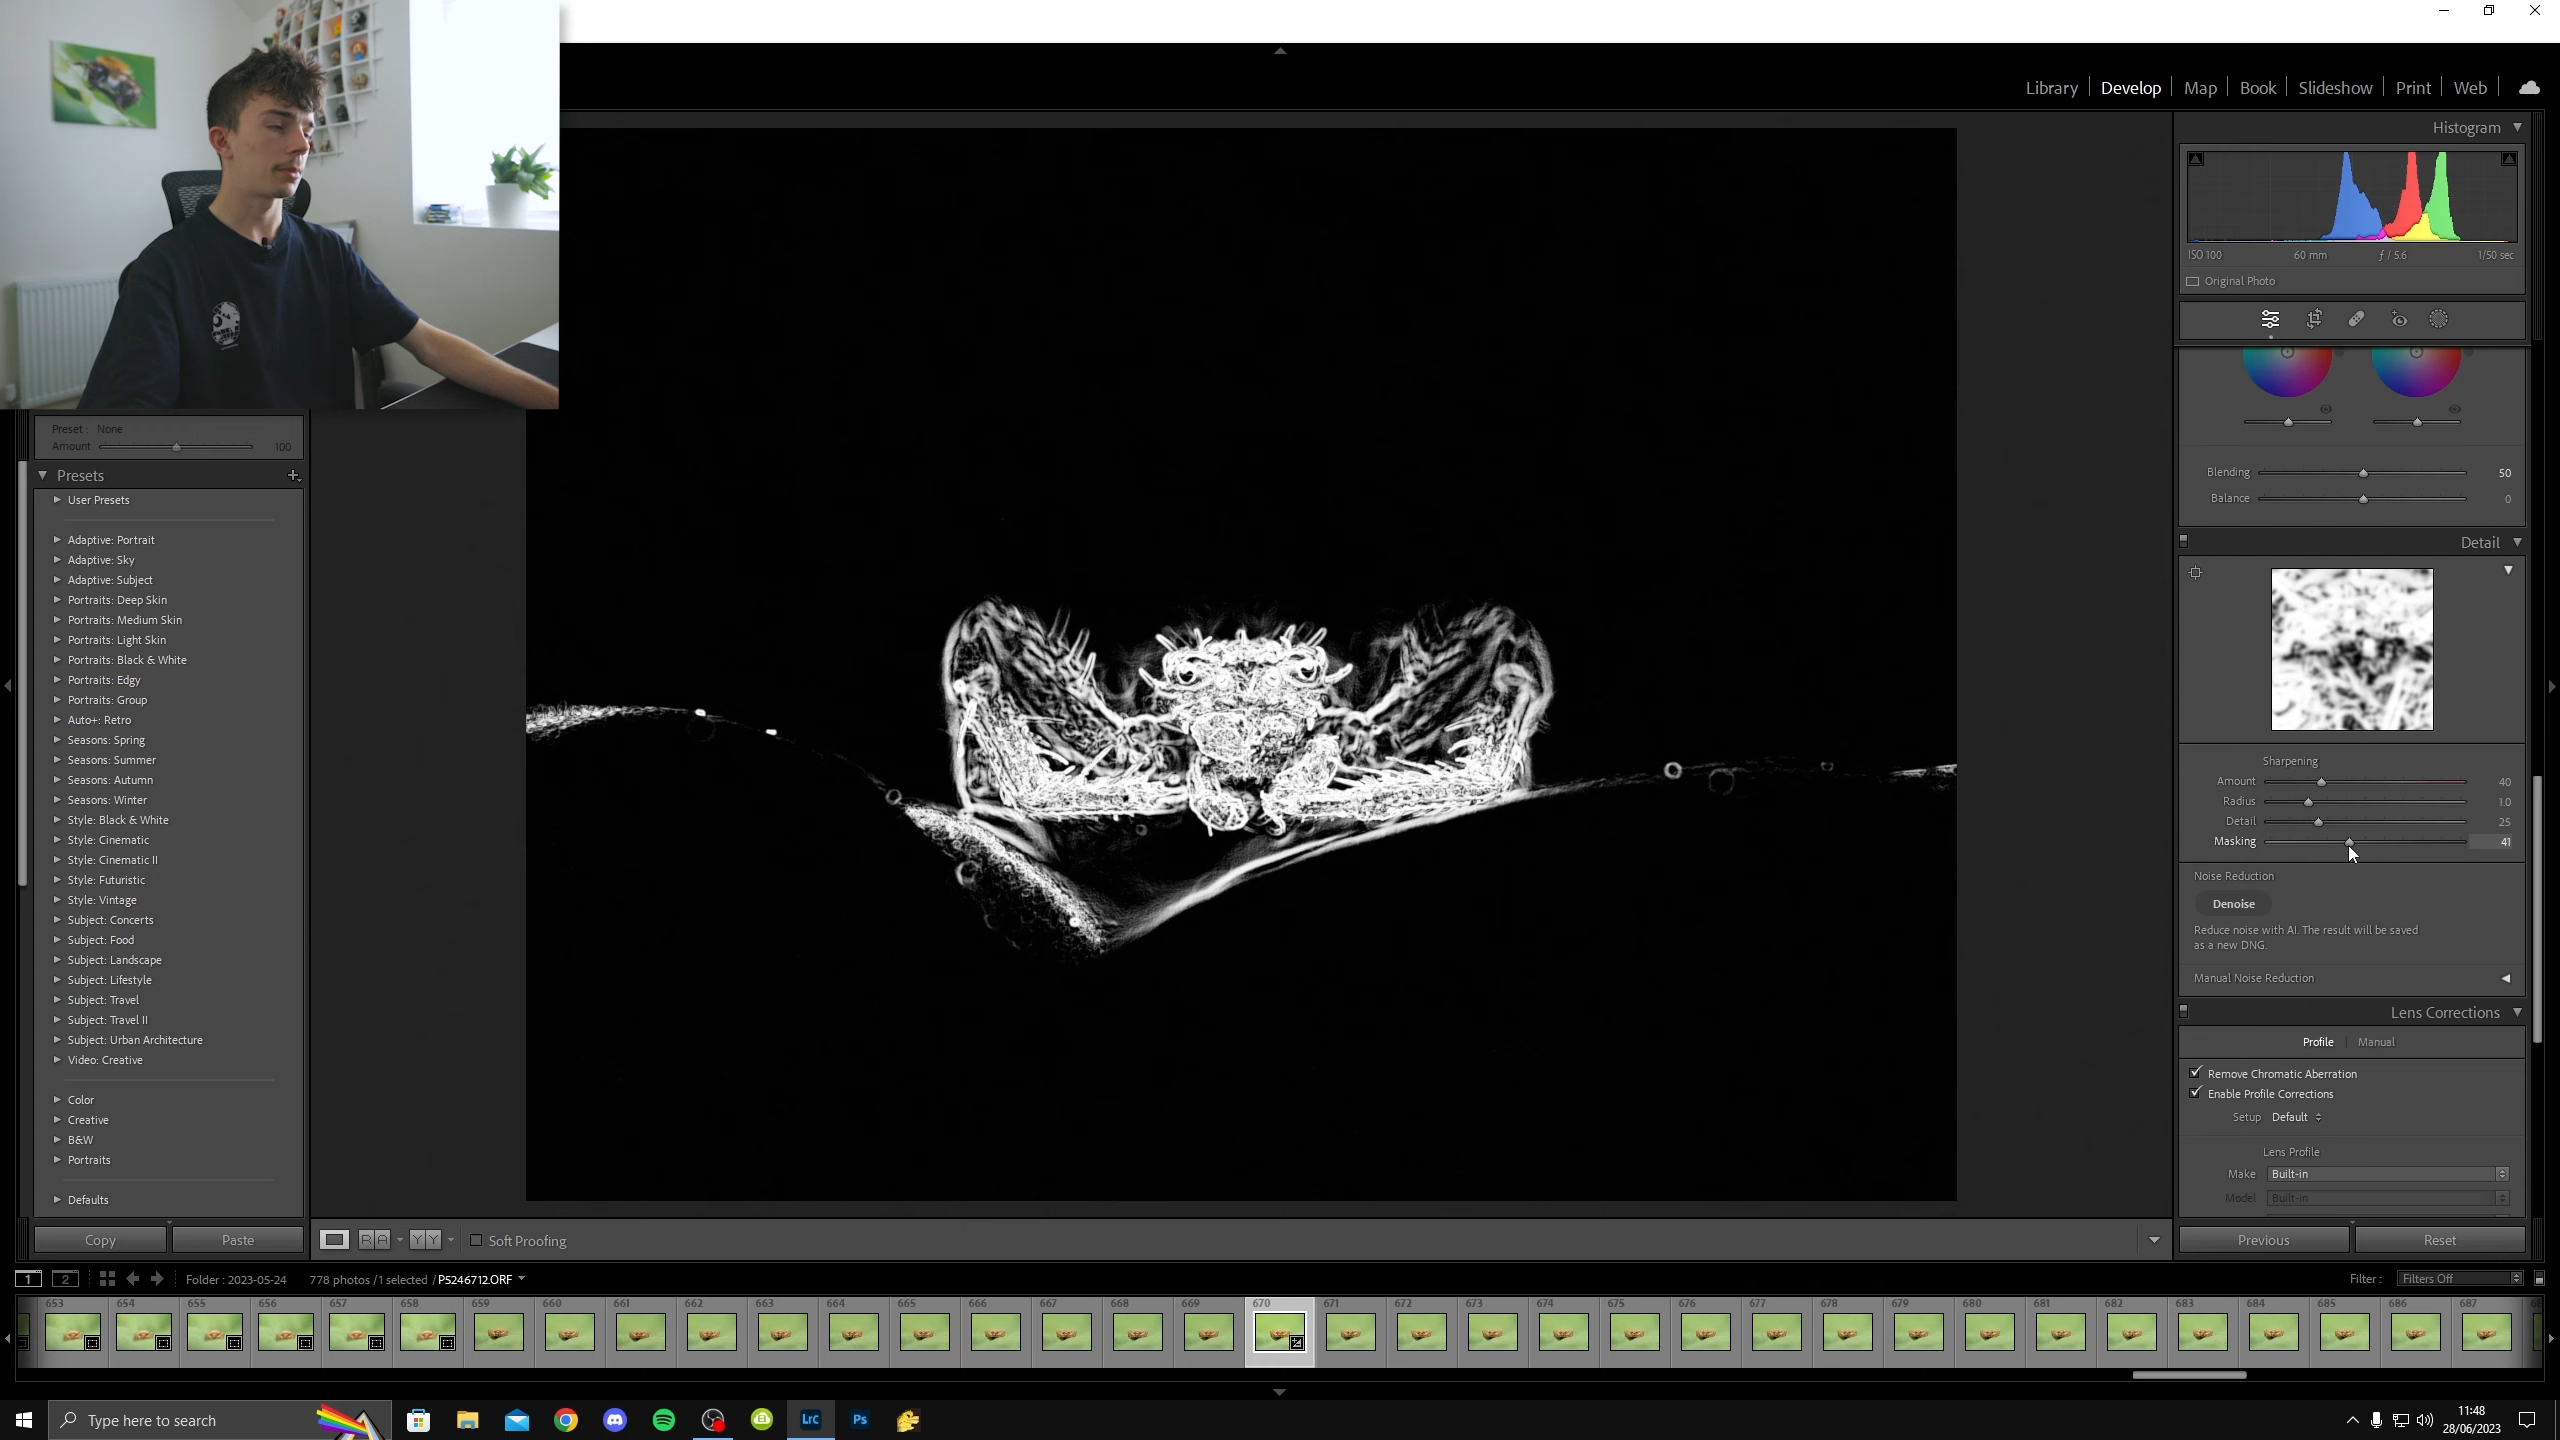 Library | Develop | Map | Book | Slideshow | Print | Web |
Histogram
ISO 100 60 mm ƒ / 5.6 1/50 sec
Original Photo
Blending 50
Balance 0
Detail
Sharpening
Amount 40
Radius 1.0
Detail 25
Masking 41
Noise Reduction
Denoise
Reduce noise with AI. The result will be saved
as a new DNG.
Manual Noise Reduction
Lens Corrections
Profile | Manual
Remove Chromatic Aberration
Enable Profile Corrections
Setup Default
Lens Profile
Make Built-in
Model Built-in
Previous Reset
Preset : None
Amount 100
Presets
User Presets
Adaptive: Portrait
Adaptive: Sky
Adaptive: Subject
Portraits: Deep Skin
Portraits: Medium Skin
Portraits: Light Skin
Portraits: Black & White
Portraits: Edgy
Portraits: Group
Auto+: Retro
Seasons: Spring
Seasons: Summer
Seasons: Autumn
Seasons: Winter
Style: Black & White
Style: Cinematic
Style: Cinematic II
Style: Futuristic
Style: Vintage
Subject: Concerts
Subject: Food
Subject: Landscape
Subject: Lifestyle
Subject: Travel
Subject: Travel II
Subject: Urban Architecture
Video: Creative
Color
Creative
B&W
Portraits
Defaults
Copy Paste
R A Y Y Soft Proofing
1 2 Folder : 2023-05-24 778 photos / 1 selected / P5246712.ORF Filter : Filters Off
653 654 655 656 657 658 659 660 661 662 663 664 665 666 667 668 669 670 671 672 673 674 675 676 677 678 679 680 681 682 683 684 685 686 687
Type here to search
LrC Ps
11:48
28/06/2023